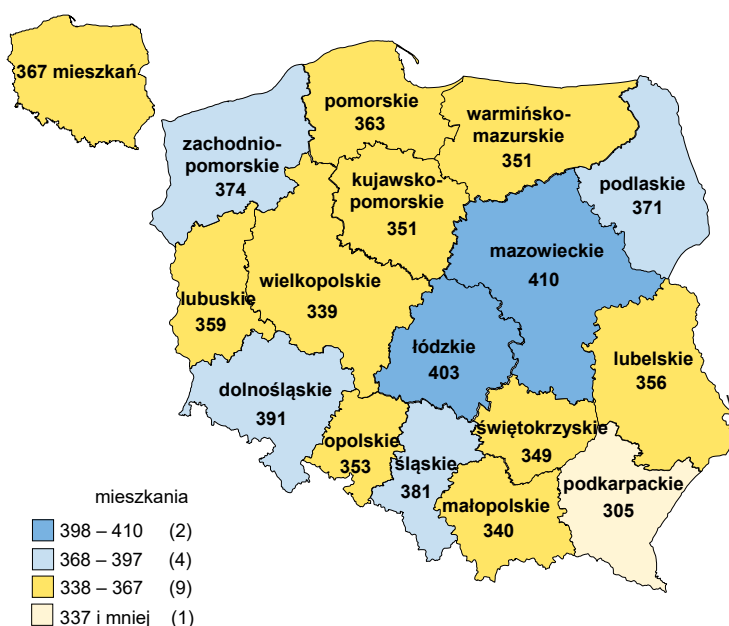 367 mieszkań
pomorskie
363
warmińsko-
mazurskie
351
zachodnio-
pomorskie
374
kujawsko-
pomorskie
351
podlaskie
371
mazowieckie
410
wielkopolskie
339
lubuskie
359
łódzkie
403
lubelskie
356
dolnośląskie
391
opolskie
353
śląskie
381
świętokrzyskie
349
małopolskie
340
podkarpackie
305
mieszkania
398 – 410 (2)
368 – 397 (4)
338 – 367 (9)
337 i mniej (1)